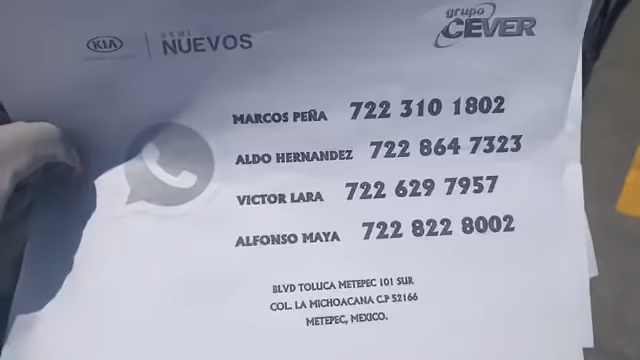 KIA SEMI NUEVOS
grupo CEVER
MARCOS PEÑA 722 310 1802
ALDO HERNANDEZ 722 864 7323
VICTOR LARA 722 629 7957
ALFONSO MAYA 722 822 8002
BLVD TOLUCA METEPEC 101 SUR
COL. LA MICHOACANA C.P 52166
METEPEC, MEXICO.